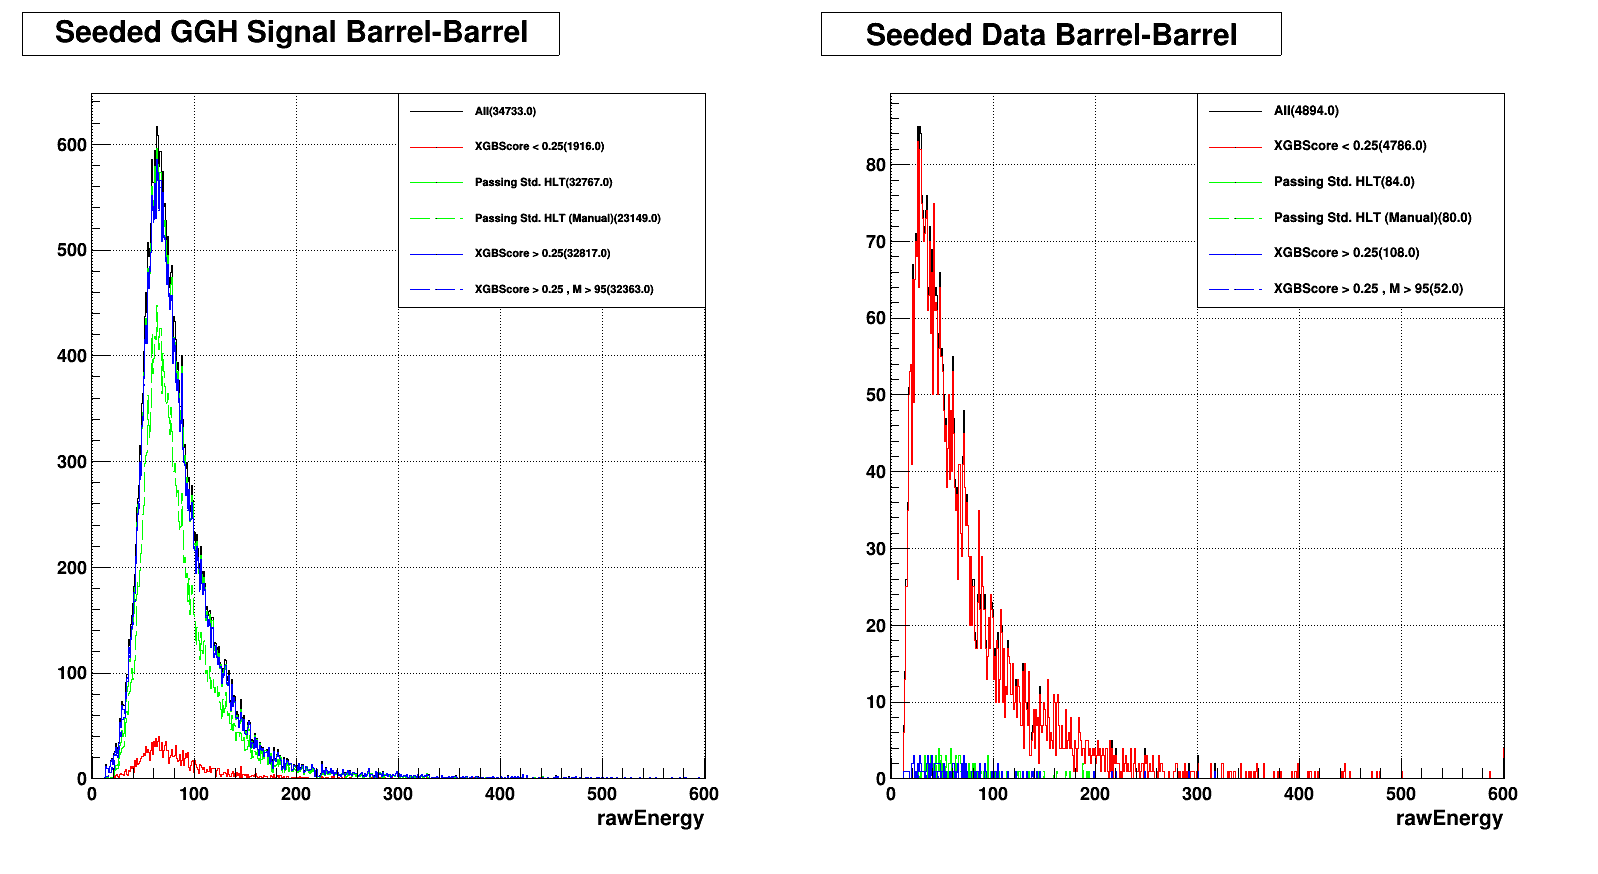 Seeded GGH Signal Barrel-Barrel
All(34733.0)
XGBScore < 0.25(1916.0)
Passing Std. HLT(32767.0)
Passing Std. HLT (Manual)(23149.0)
XGBScore > 0.25(32817.0)
XGBScore > 0.25 , M > 95(32363.0)
600
500
400
300
200
100
0
0 100 200 300 400 500 600
rawEnergy
Seeded Data Barrel-Barrel
All(4894.0)
XGBScore < 0.25(4786.0)
Passing Std. HLT(84.0)
Passing Std. HLT (Manual)(80.0)
XGBScore > 0.25(108.0)
XGBScore > 0.25 , M > 95(52.0)
80
70
60
50
40
30
20
10
0
0 100 200 300 400 500 600
rawEnergy